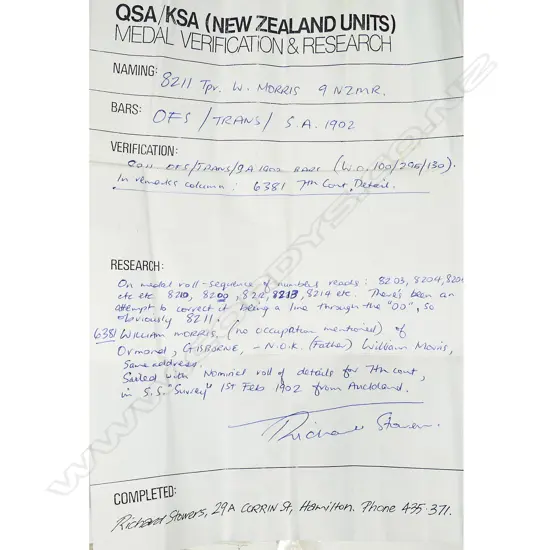 QSA/KSA (NEW ZEALAND UNITS)
MEDAL VERIFICATION & RESEARCH
NAMING: 8211 Tpr. W. MORRIS 9 NZMR.
BARS: OFS / TRANS / S.A. 1902
VERIFICATION:
OFS/TRANS/SA 1902 BARS (W.O. 100/296/130).
In remarks column : 6381 7th Cont. Detail.
RESEARCH:
On medal roll - sequence of numbers reads : 8203, 8204, 820
etc etc 8210, 8200, 8212, 8213, 8214 etc. There's been an
attempt to correct it being a line through the "00", so
obviously 8211.
6381 WILLIAM MORRIS, (no occupation mentioned) of
Ormond, GISBORNE, - N.O.K. (Father) William Morris,
Same address.
Sailed with Nominal roll of details for 7th Cont,
in S.S. "Surrey" 1st Feb 1902 from Auckland.
Richard Stowers.
COMPLETED:
Richard Stowers, 29A CORRIN St, Hamilton. Phone 435-371.